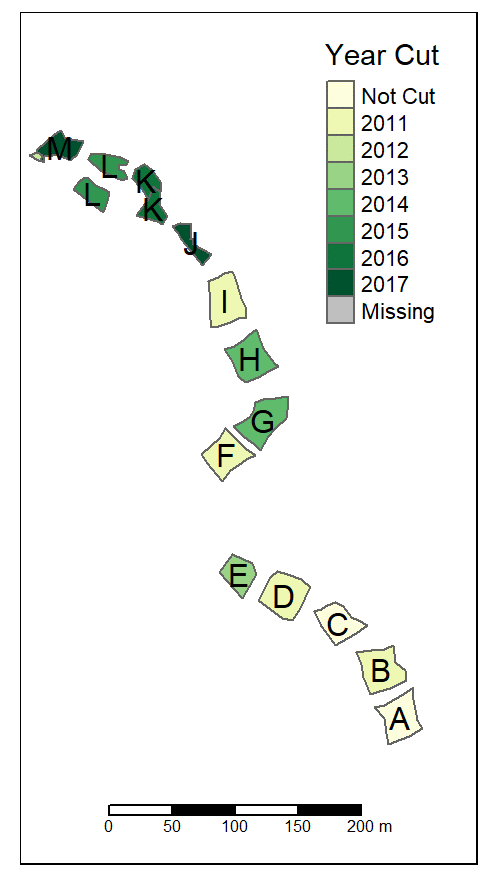 Year Cut
Not Cut
2011
2012
2013
2014
2015
2016
2017
Missing
M
L
K
L
K
J
I
H
G
F
E
D
C
B
A
0 50 100 150 200 m